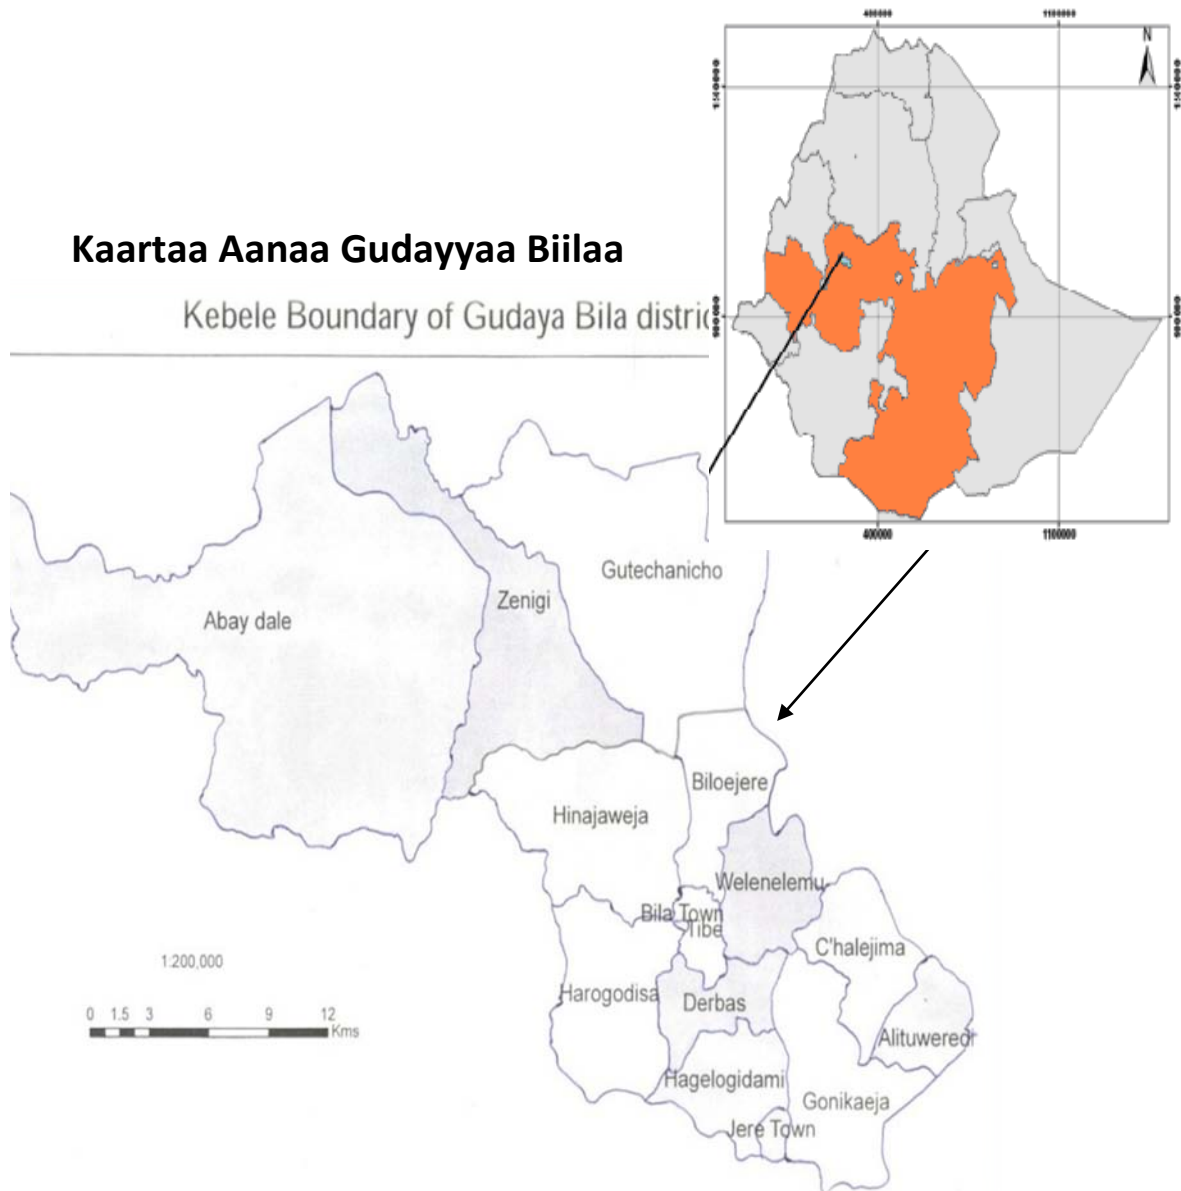 400000 1100000
N
Kaartaa Aanaa Gudayyaa Biilaa
Kebele Boundary of Gudaya Bila distric
400000 1100000
Gutechanicho
Zenigi
Abay dale
Biloejere
Hinajaweja
Welenelemu
Bila Town
Tibe
C'halejima
1:200,000
Harogodisa
Derbas
0 1.5 3 6 9 12
Kms
Alituweredr
Hagelogidami
Gonikaeja
Jere Town